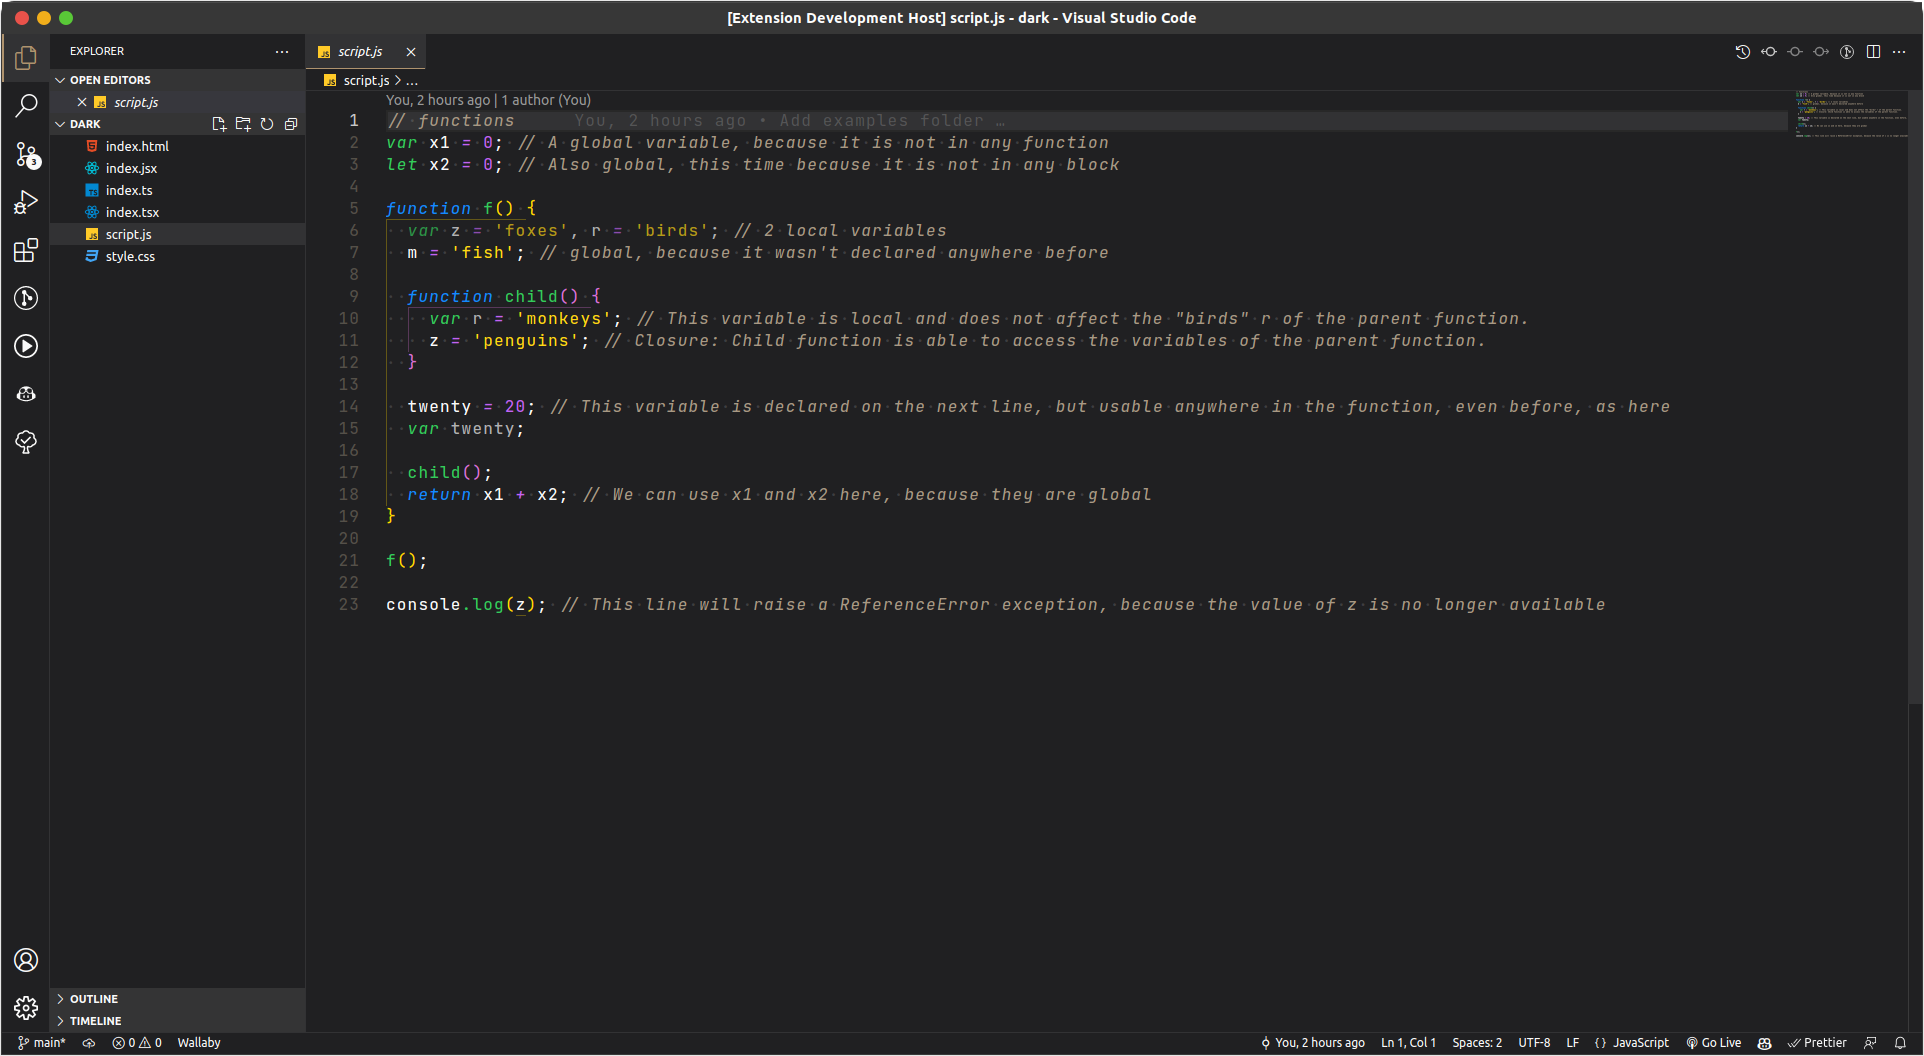 [Extension Development Host] script.js - dark - Visual Studio Code
EXPLORER
OPEN EDITORS
script.js
DARK
index.html
index.jsx
index.ts
index.tsx
script.js
style.css
OUTLINE
TIMELINE
3
script.js
script.js > ...
You, 2 hours ago | 1 author (You)
1 // functions You, 2 hours ago • Add examples folder …
2 var x1 = 0; // A global variable, because it is not in any function
3 let x2 = 0; // Also global, this time because it is not in any block
4
5 function f() {
6 var z = 'foxes', r = 'birds'; // 2 local variables
7 m = 'fish'; // global, because it wasn't declared anywhere before
8
9 function child() {
10 var r = 'monkeys'; // This variable is local and does not affect the "birds" r of the parent function.
11 z = 'penguins'; // Closure: Child function is able to access the variables of the parent function.
12 }
13
14 twenty = 20; // This variable is declared on the next line, but usable anywhere in the function, even before, as here
15 var twenty;
16
17 child();
18 return x1 + x2; // We can use x1 and x2 here, because they are global
19 }
20
21 f();
22
23 console.log(z); // This line will raise a ReferenceError exception, because the value of z is no longer available
main* 0 0 Wallaby You, 2 hours ago Ln 1, Col 1 Spaces: 2 UTF-8 LF {} JavaScript Go Live Prettier